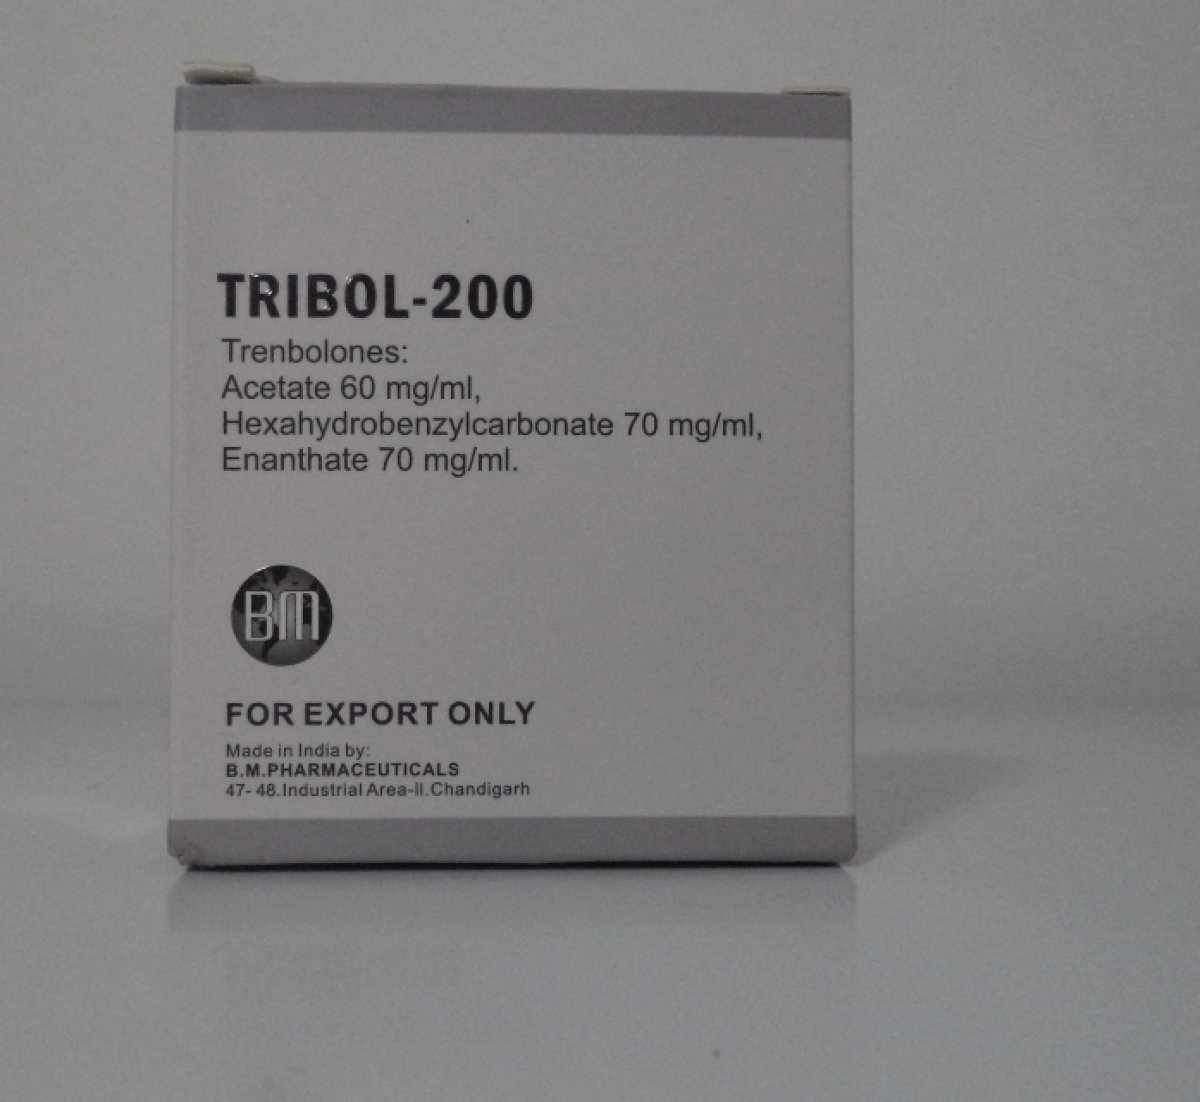 TRIBOL-200
Trenbolones:
Acetate 60 mg/ml,
Hexahydrobenzylcarbonate 70 mg/ml,
Enanthate 70 mg/ml.
BM
FOR EXPORT ONLY
Made in India by:
B.M.PHARMACEUTICALS
47- 48.Industrial Area-II.Chandigarh